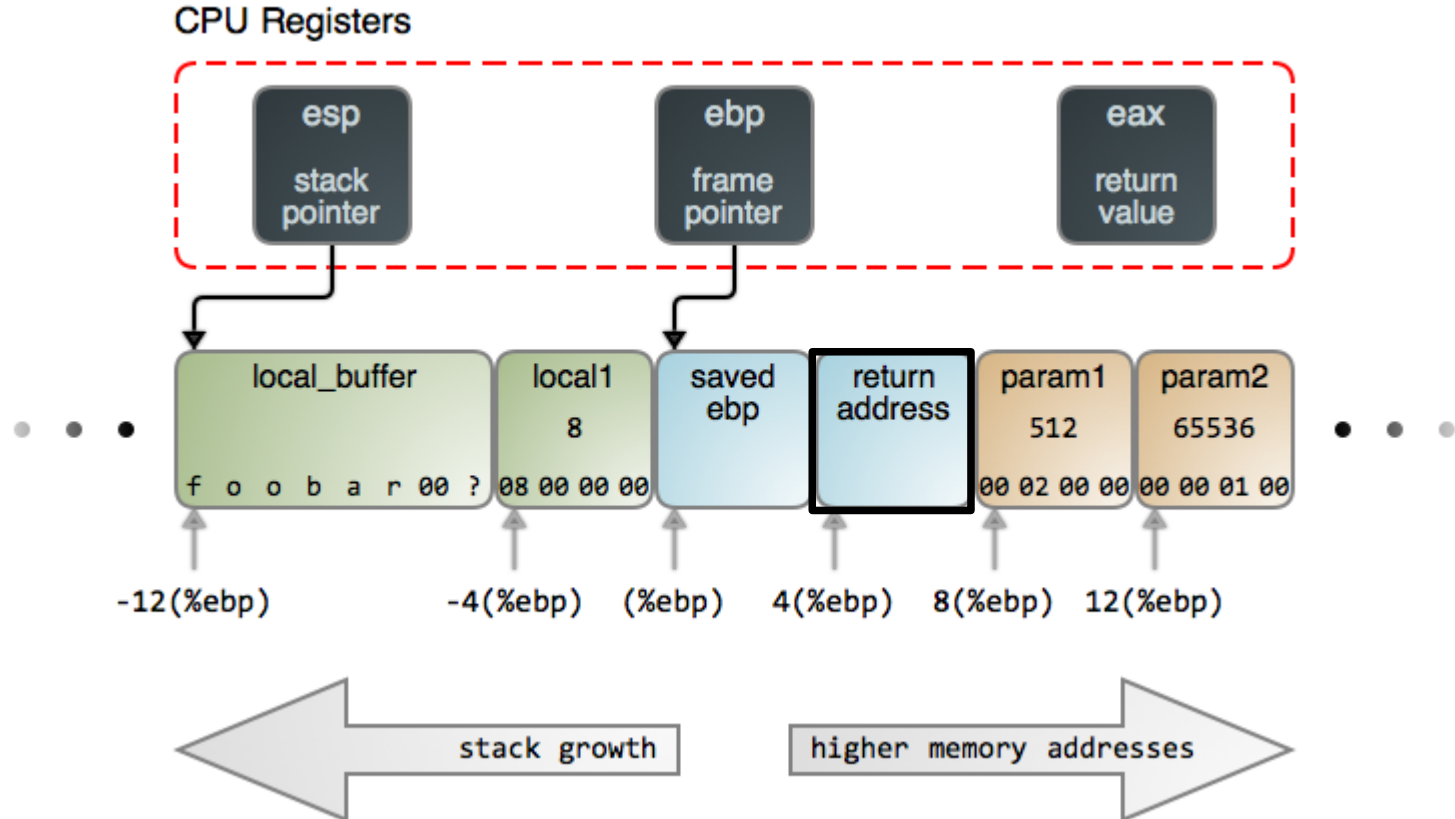 CPU Registers
esp
stack
pointer
ebp
frame
pointer
eax
return
value
local_buffer
f o o b a r 00 ?
local1
8
08 00 00 00
saved
ebp
return
address
param1
512
00 02 00 00
param2
65536
00 00 01 00
-12(%ebp)
-4(%ebp)
(%ebp)
4(%ebp)
8(%ebp)
12(%ebp)
stack growth
higher memory addresses